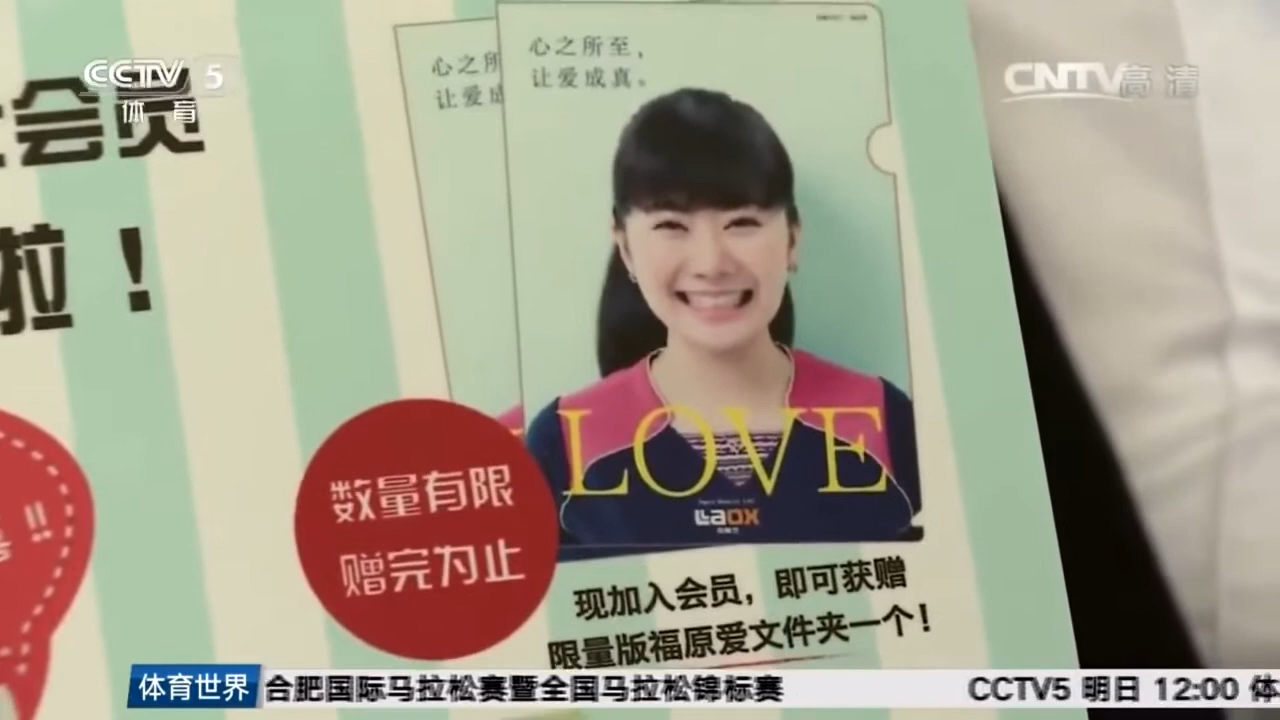 CCTV 5
体育
CNTV高清
会员
啦！
心之所
让爱成
心之所至，
让爱成真。
LOVE
LAOX
数量有限
赠完为止
!!
现加入会员，即可获赠
限量版福原爱文件夹一个！
体育世界
合肥国际马拉松赛暨全国马拉松锦标赛
CCTV5 明日 12:00 体